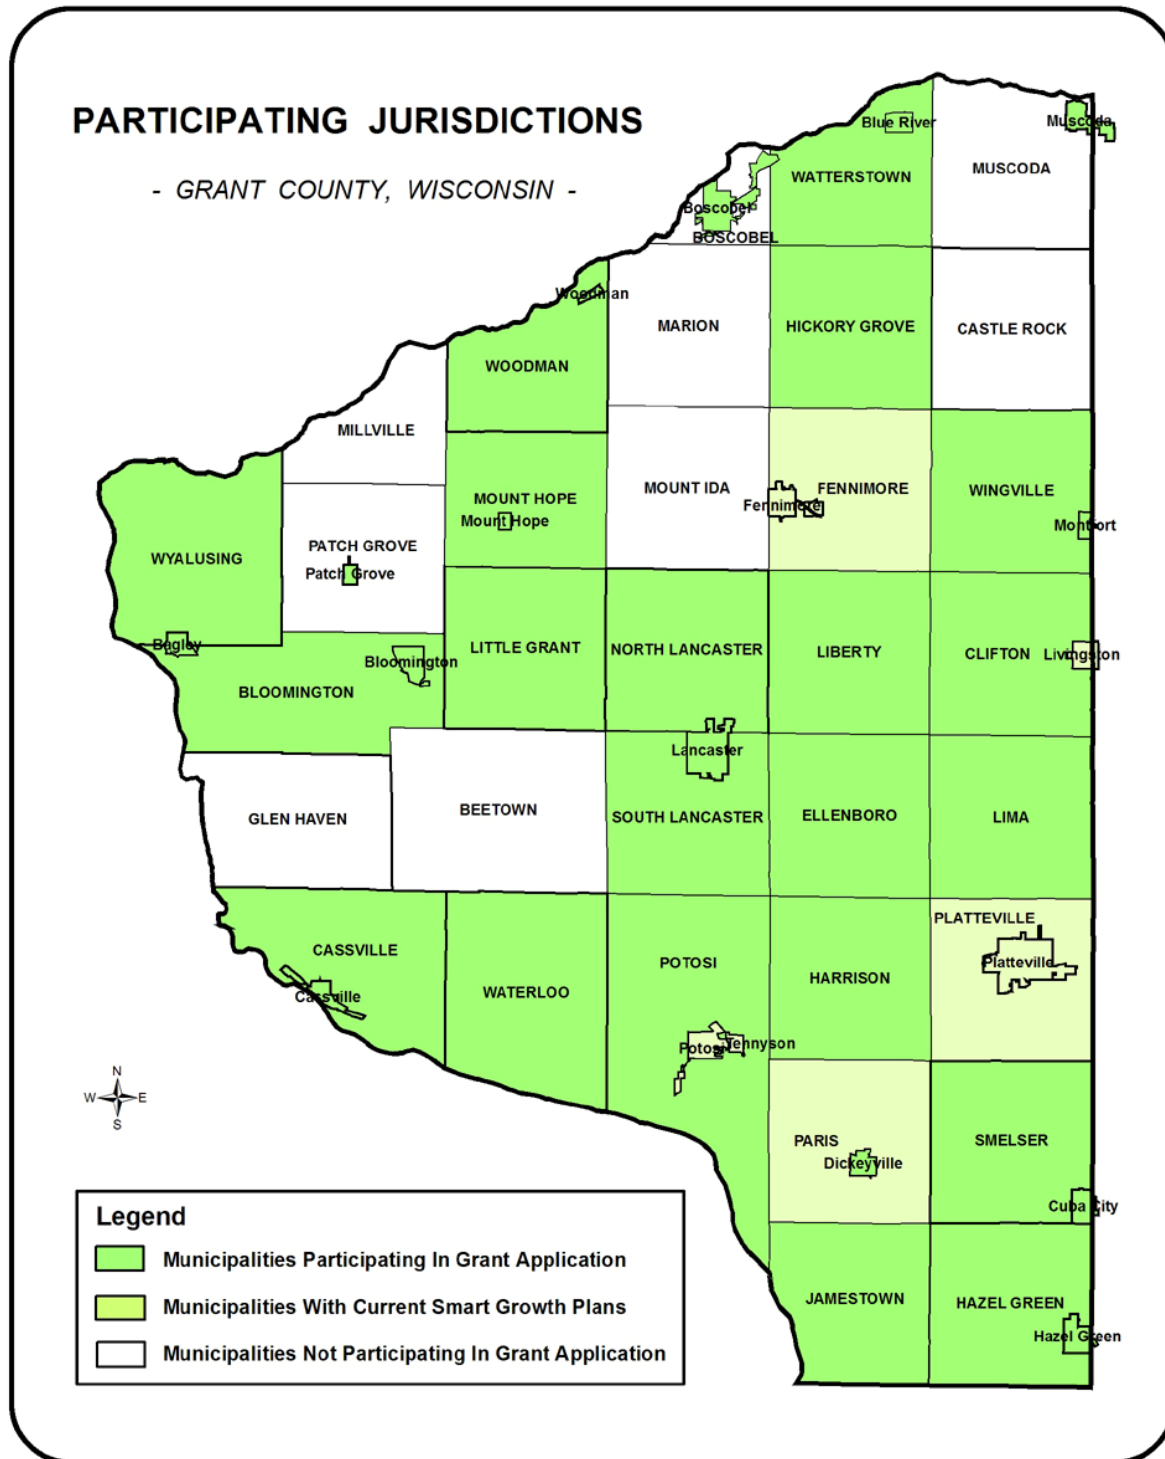 PARTICIPATING JURISDICTIONS
- GRANT COUNTY, WISCONSIN -
Blue River
Muscoda
MUSCODA
WATTERSTOWN
Boscobel
BOSCOBEL
Woodman
MARION
HICKORY GROVE
CASTLE ROCK
WOODMAN
MILLVILLE
MOUNT IDA
FENNIMORE
WINGVILLE
MOUNT HOPE
Fennimore
Mount Hope
Montfort
PATCH GROVE
WYALUSING
Patch Grove
Bagley
LITTLE GRANT
NORTH LANCASTER
LIBERTY
CLIFTON
Livingston
Bloomington
BLOOMINGTON
Lancaster
BEETOWN
GLEN HAVEN
SOUTH LANCASTER
ELLENBORO
LIMA
PLATTEVILLE
CASSVILLE
POTOSI
Platteville
HARRISON
WATERLOO
Cassville
Potosi
Tennyson
N
W
E
S
PARIS
SMELSER
Dickeyville
Cuba City
JAMESTOWN
HAZEL GREEN
Hazel Green
Legend
Municipalities Participating In Grant Application
Municipalities With Current Smart Growth Plans
Municipalities Not Participating In Grant Application